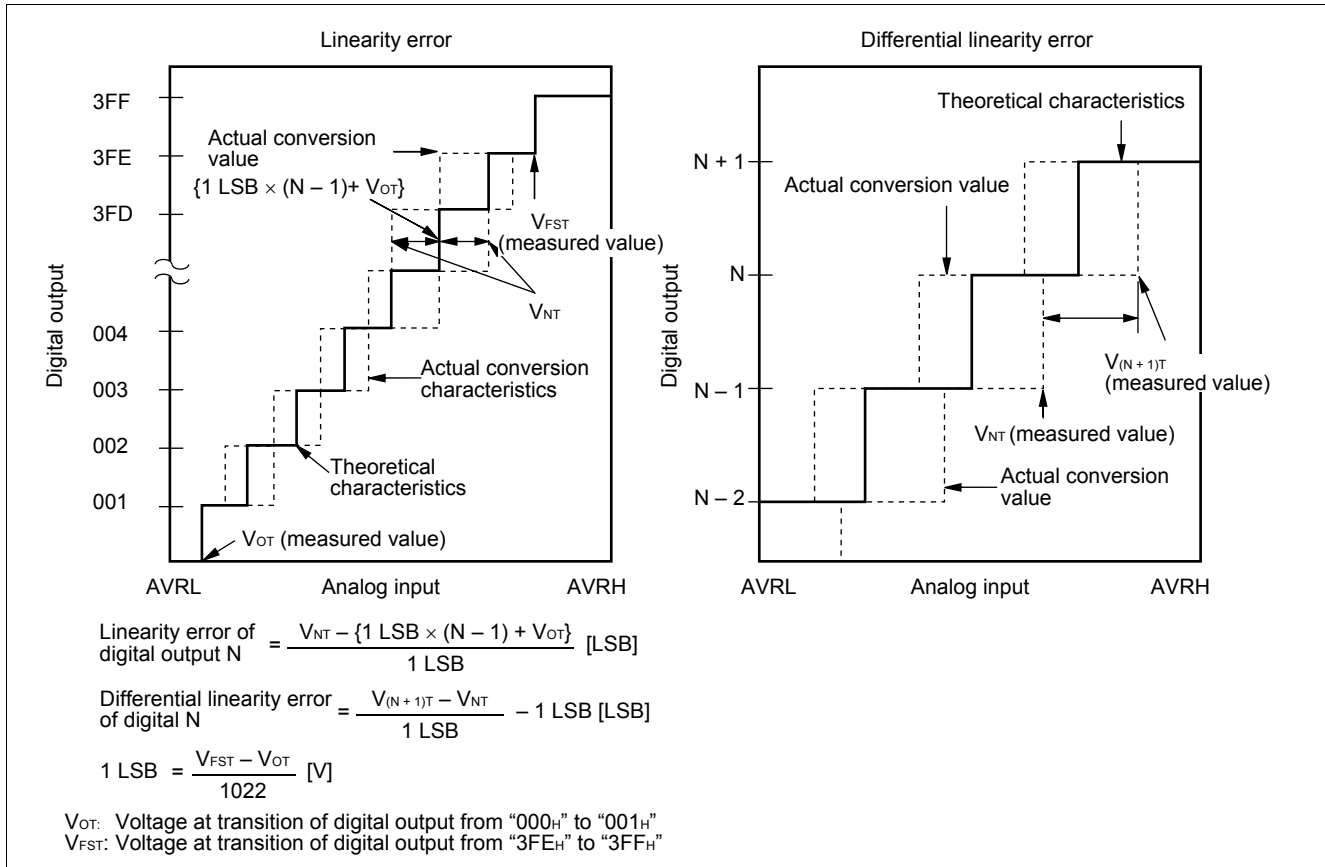 Linearity error
3FF
3FE
3FD
004
003
002
001
Digital output
Actual conversion
value
{1 LSB × (N – 1)+ VOT}
VFST
(measured value)
VNT
Actual conversion
characteristics
Theoretical
characteristics
VOT (measured value)
AVRL
Analog input
AVRH
Differential linearity error
N + 1
N
N – 1
N – 2
Digital output
Theoretical characteristics
Actual conversion value
V(N + 1)T
(measured value)
VNT (measured value)
Actual conversion
value
AVRL
Analog input
AVRH
Linearity error of
digital output N
= VNT – {1 LSB × (N – 1) + VOT}
1 LSB
[LSB]
Differential linearity error
of digital N
= V(N + 1)T – VNT
1 LSB
– 1 LSB [LSB]
1 LSB = VFST – VOT
1022
[V]
VOT: Voltage at transition of digital output from “000H” to “001H”
VFST: Voltage at transition of digital output from “3FEH” to “3FFH”